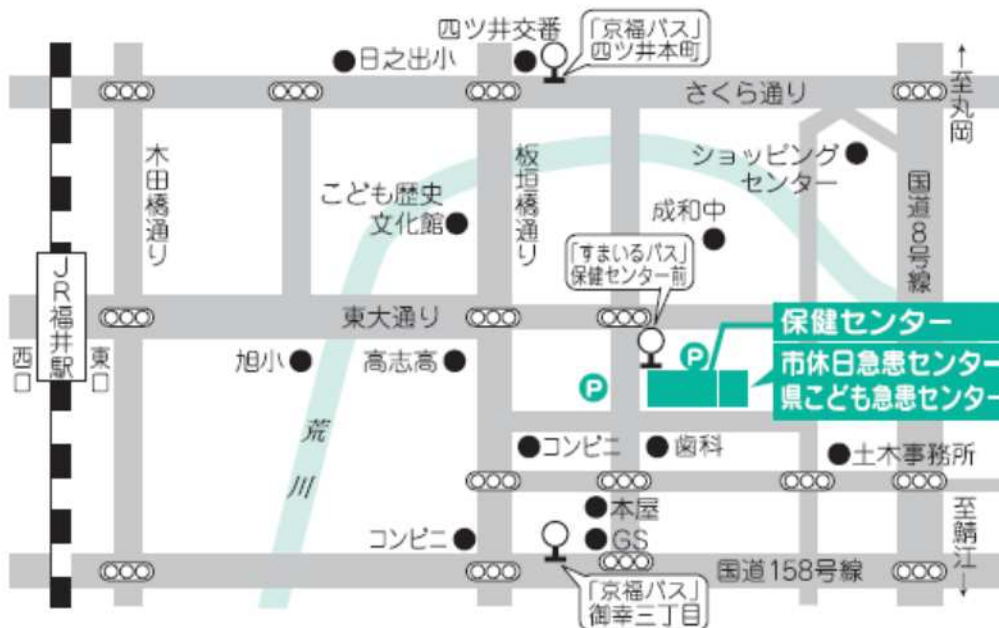 四ツ井交番
「京福バス」
四ツ井本町
日之出小
さくら通り
←至丸岡
木田橋通り
板垣橋通り
ショッピング
センター
こども歴史
文化館
成和中
国道8号線
「すまいるバス」
保健センター前
JR福井駅
西口
東口
東大通り
保健センター
P
市休日急患センター
県こども急患センター
旭小
高志高
P
荒川
コンビニ
歯科
土木事務所
本屋
至鯖江→
コンビニ
GS
国道158号線
「京福バス」
御幸三丁目